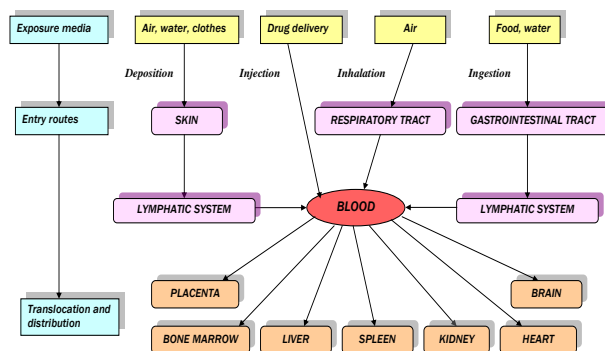 Exposure media
Air, water, clothes
Drug delivery
Air
Food, water
Deposition
Injection
Inhalation
Ingestion
Entry routes
SKIN
RESPIRATORY TRACT
GASTROINTESTINAL TRACT
LYMPHATIC SYSTEM
BLOOD
LYMPHATIC SYSTEM
PLACENTA
BRAIN
Translocation and
distribution
BONE MARROW
LIVER
SPLEEN
KIDNEY
HEART